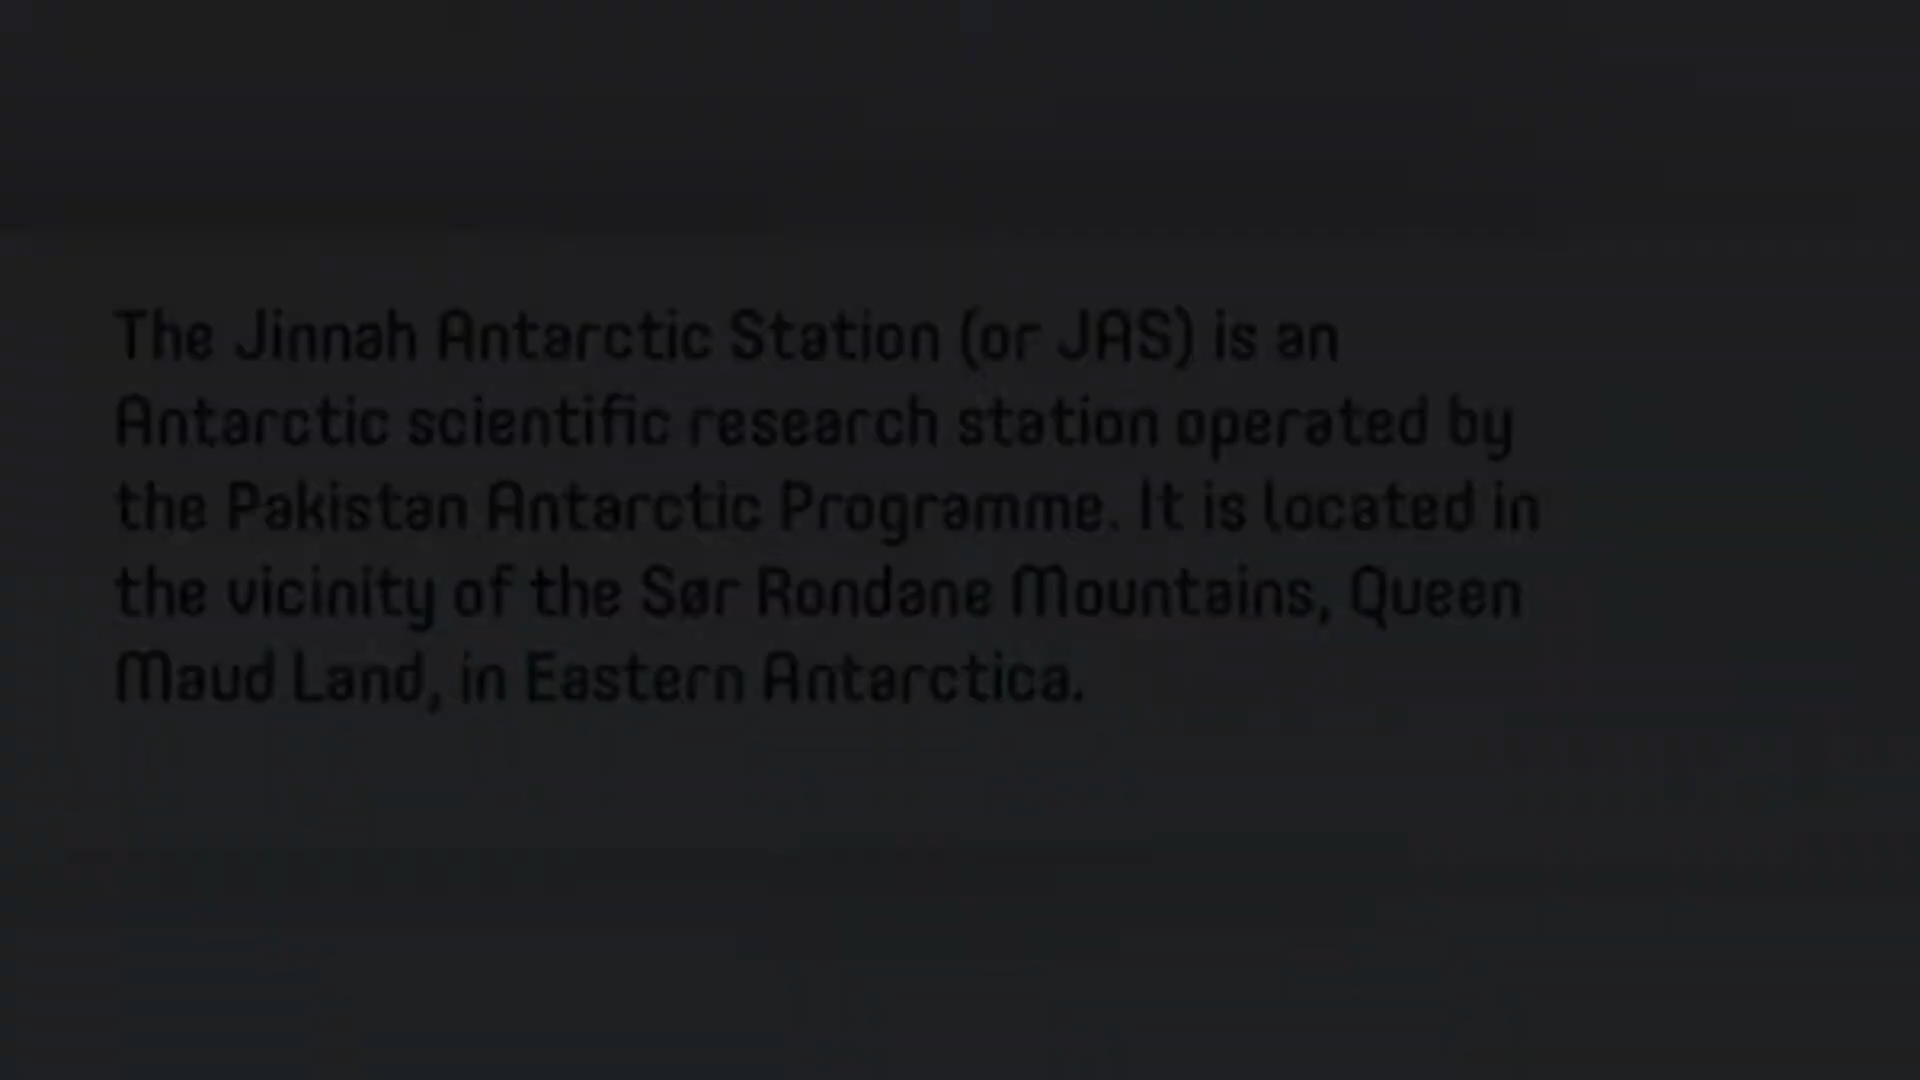 The Jinnah Antarctic Station (or JAS) is an
Antarctic scientific research station operated by
the Pakistan Antarctic Programme. It is located in
the vicinity of the Sør Rondane Mountains, Queen
Maud Land, in Eastern Antarctica.